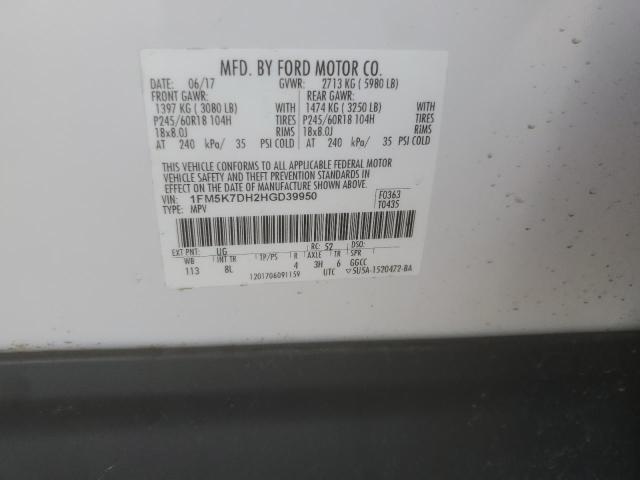 MFD. BY FORD MOTOR CO.
DATE: 06/17 GVWR: 2713 KG ( 5980 LB)
FRONT GAWR: REAR GAWR:
1397 KG ( 3080 LB) WITH 1474 KG ( 3250 LB) WITH
P245/60R18 104H TIRES P245/60R18 104H TIRES
18x8.0J RIMS 18x8.0J RIMS
AT 240 kPa/ 35 PSI COLD AT 240 kPa/ 35 PSI COLD
THIS VEHICLE CONFORMS TO ALL APPLICABLE FEDERAL MOTOR
VEHICLE SAFETY AND THEFT PREVENTION STANDARDS IN
EFFECT ON THE DATE OF MANUFACTURE SHOWN ABOVE.
VIN: 1FM5K7DH2HGD39950 F0363
TYPE: MPV T0435
EXT PNT: UG RC: 52 DSO:
WB INT TR TP/PS R AXLE TR SPR
113 8L 4 3H 6 GGCC
1201706091159 UTC ▽SU5A-1520472-BA